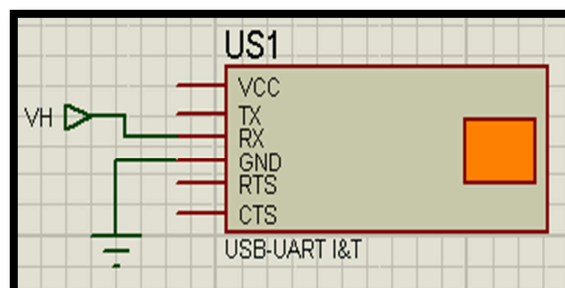 US1
VCC
TX
VH
RX
GND
RTS
CTS
USB-UART I&T